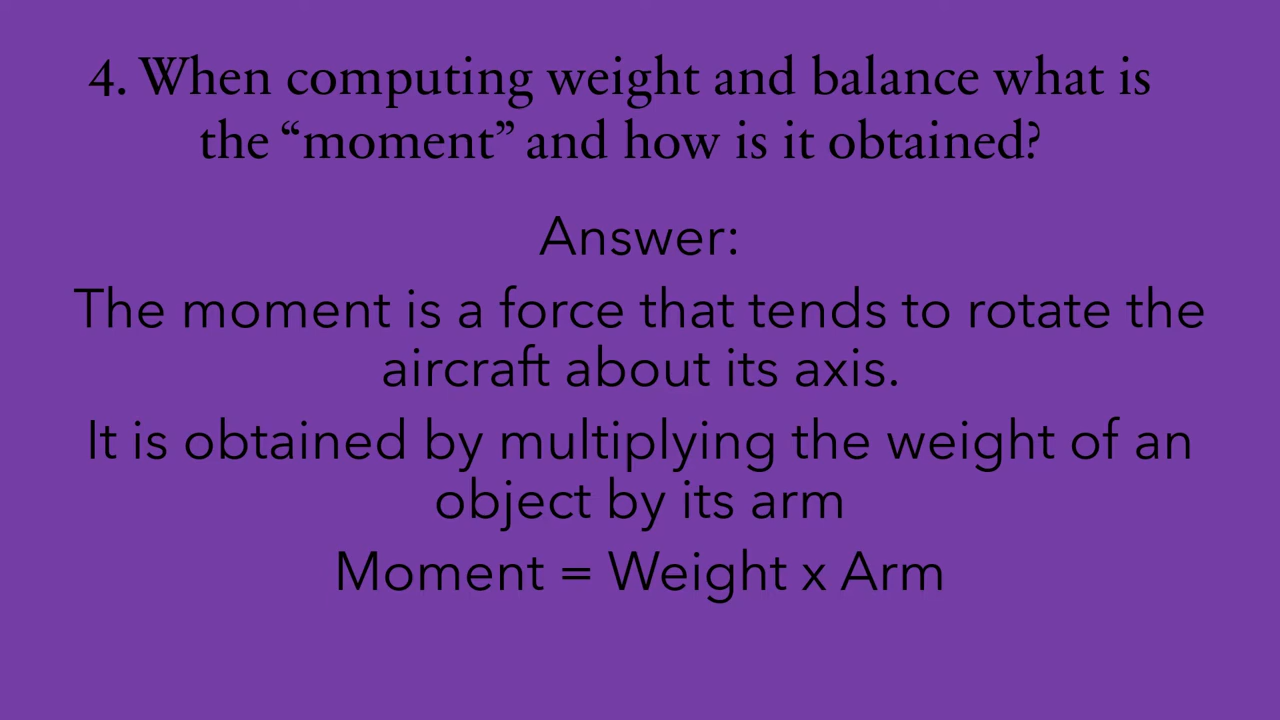 4. When computing weight and balance what is
the “moment” and how is it obtained?
Answer:
The moment is a force that tends to rotate the
aircraft about its axis.
It is obtained by multiplying the weight of an
object by its arm
Moment = Weight x Arm